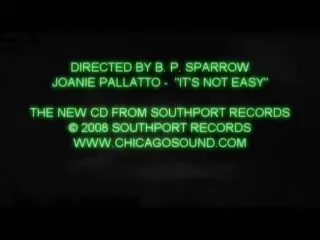 DIRECTED BY B. P. SPARROW
JOANIE PALLATTO - "IT'S NOT EASY"
THE NEW CD FROM SOUTHPORT RECORDS
© 2008 SOUTHPORT RECORDS
WWW.CHICAGOSOUND.COM